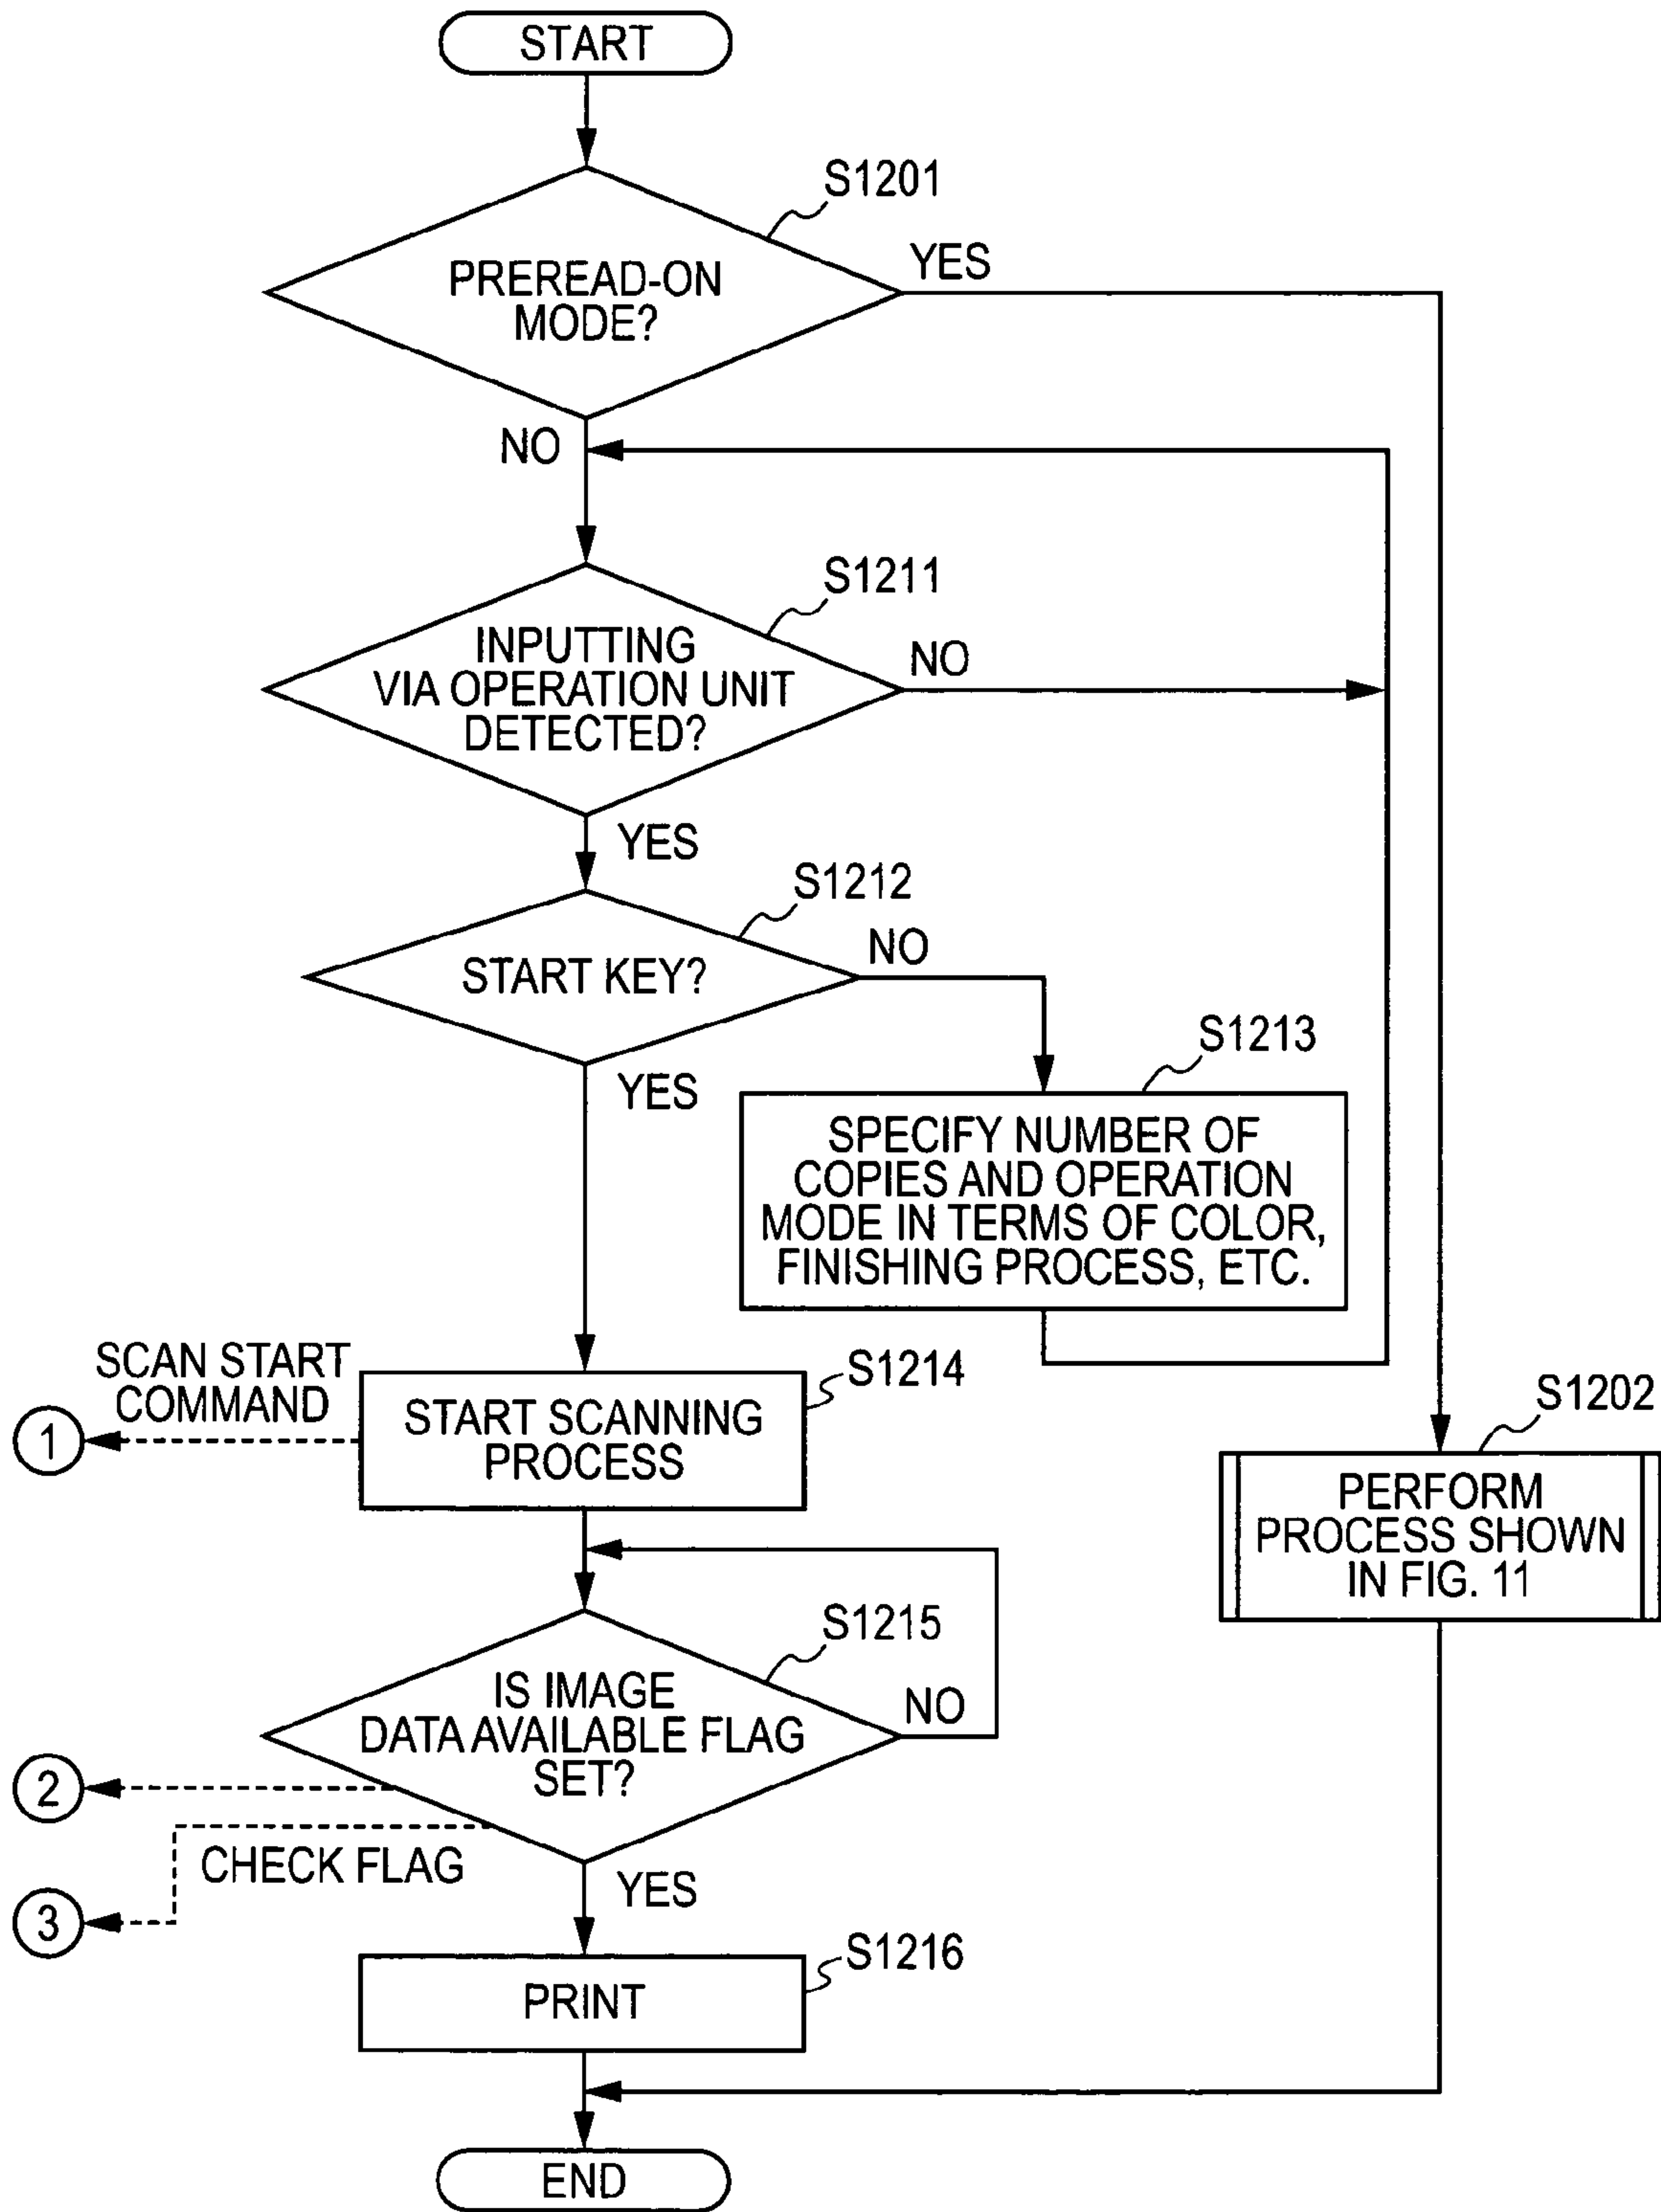 START
S1201
PREREAD-ON
MODE?
YES
NO
S1211
INPUTTING
VIA OPERATION UNIT
DETECTED?
NO
YES
S1212
START KEY?
NO
YES
S1213
SPECIFY NUMBER OF
COPIES AND OPERATION
MODE IN TERMS OF COLOR,
FINISHING PROCESS, ETC.
SCAN START
COMMAND
1
S1214
START SCANNING
PROCESS
S1202
PERFORM
PROCESS SHOWN
IN FIG. 11
S1215
IS IMAGE
DATA AVAILABLE FLAG
SET?
NO
2
CHECK FLAG
3
YES
S1216
PRINT
END